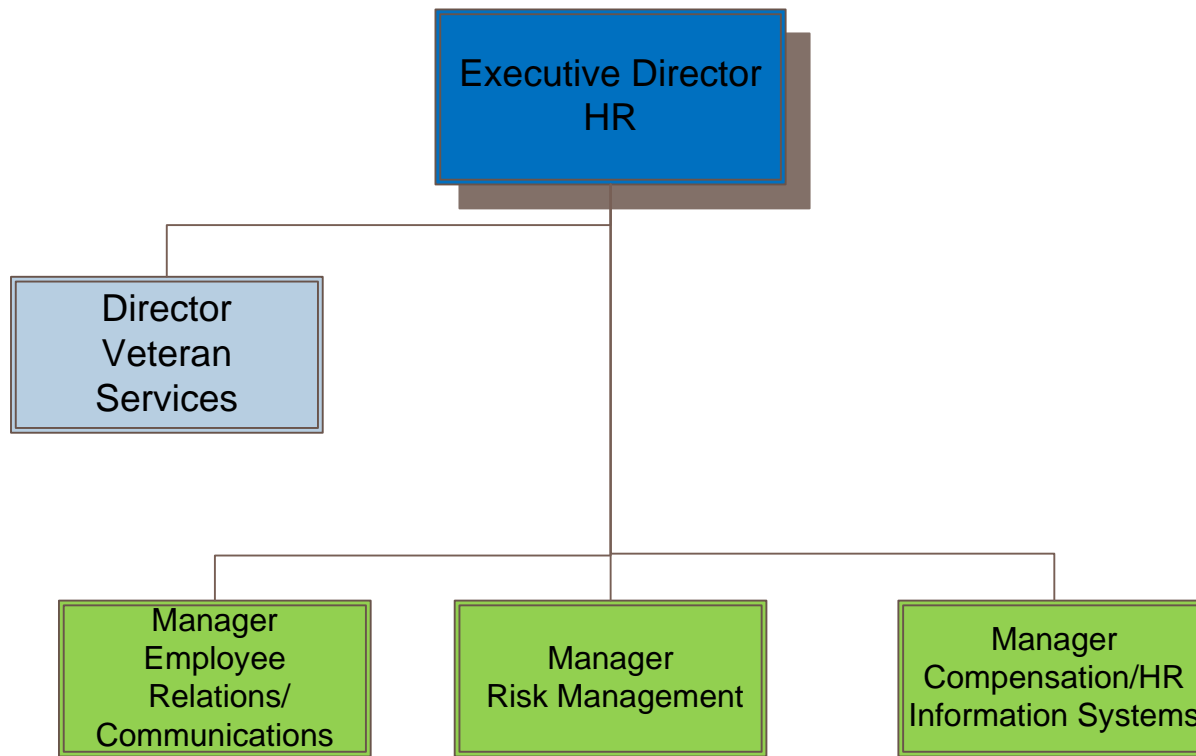 Executive Director
HR
Director
Veteran
Services
Manager
Employee
Relations/
Communications
Manager
Risk Management
Manager
Compensation/HR
Information Systems